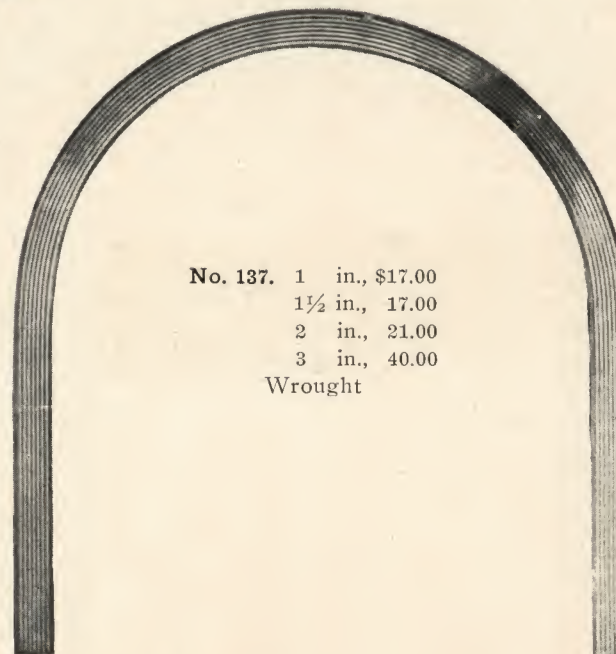 No. 137. 1 in., $17.00
1½ in., 17.00
2 in., 21.00
3 in., 40.00
Wrought